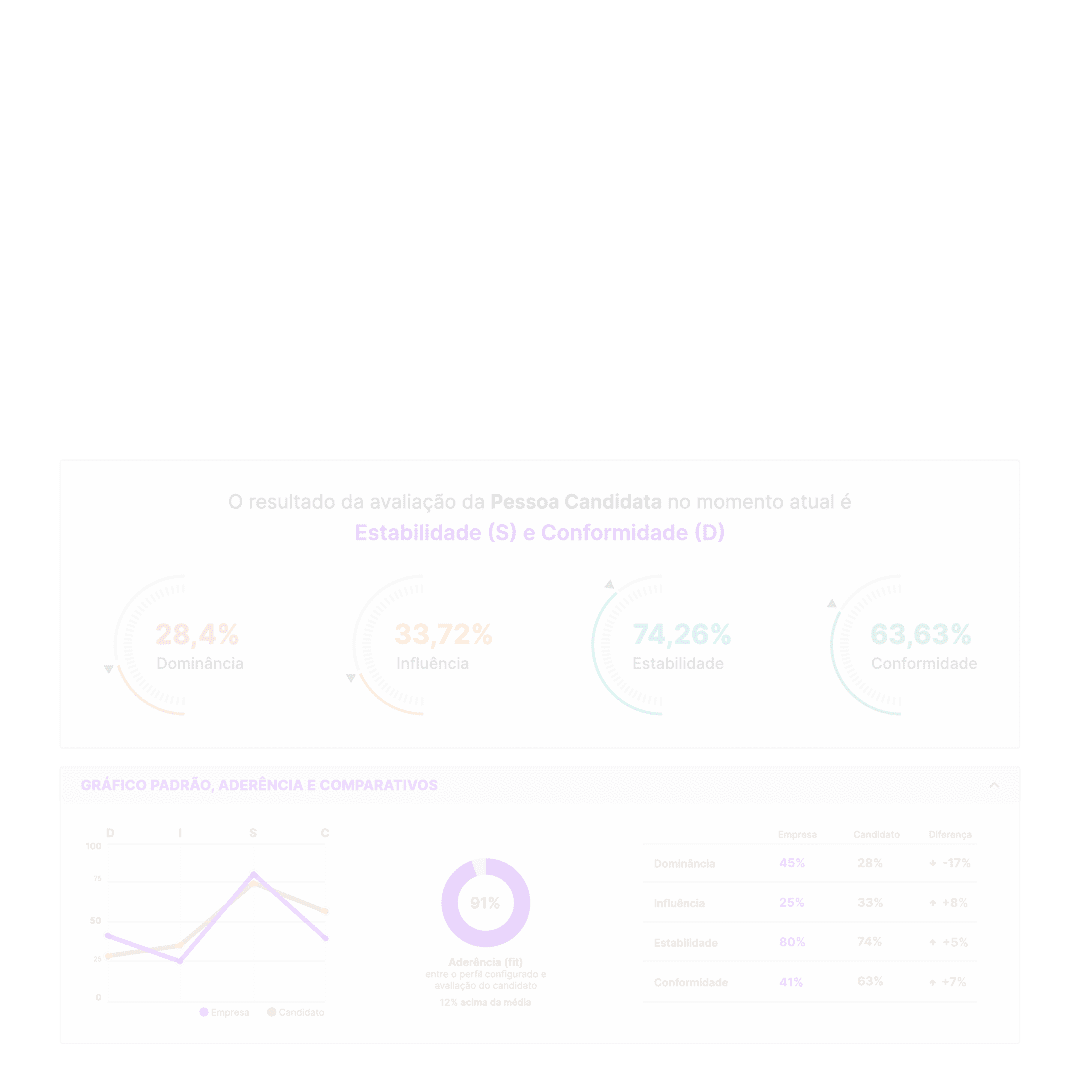 O resultado da avaliação da Pessoa Candidata no momento atual é
Estabilidade (S) e Conformidade (D)
28,4%
Dominância
33,72%
Influência
74,26%
Estabilidade
63,63%
Conformidade
GRÁFICO PADRÃO, ADERÊNCIA E COMPARATIVOS
D I S C
100
75
50
25
0
Empresa Candidato
91%
Aderência (fit)
entre o perfil configurado e
avaliação do candidato
12% acima da média
Empresa Candidato Diferença
Dominância 45% 28% -17%
Influência 25% 33% +8%
Estabilidade 80% 74% +5%
Conformidade 41% 63% +7%